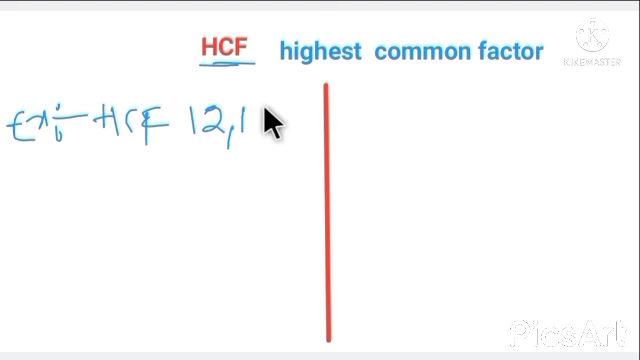 HCF highest common factor
KINEMASTER
Ex:- HCF 12,1
PicsArt